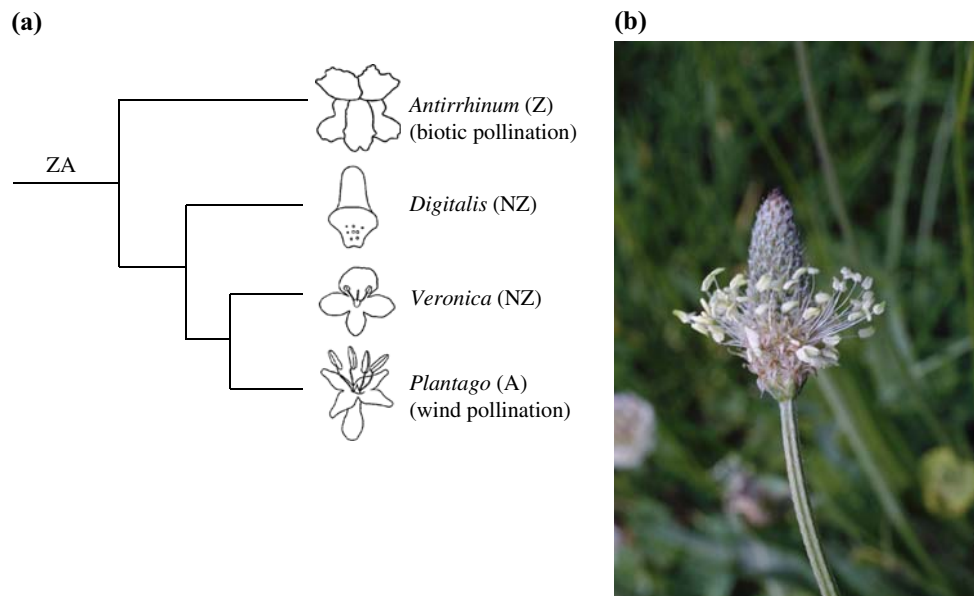 (a)
(b)
Antirrhinum (Z)
(biotic pollination)
ZA
Digitalis (NZ)
Veronica (NZ)
Plantago (A)
(wind pollination)